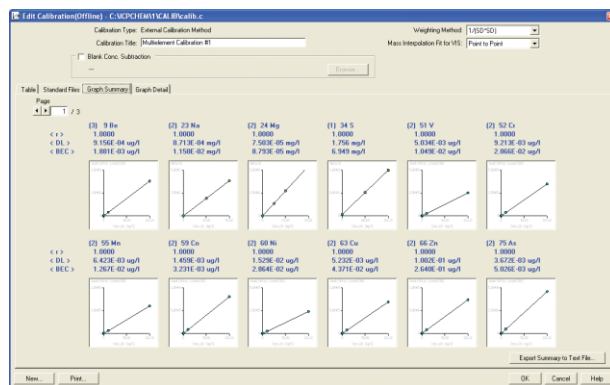 Edit Calibration(Offline) - C:\ICPCHEM\1\CALIB\calib.c
Calibration Type: External Calibration Method
Weighting Method: 1/(SD*SD)
Calibration Title: Multielement Calibration #1
Mass Interpolation Fit for VIS: Point to Point
Blank Conc. Subtraction
---
Browse...
Table Standard Files Graph Summary Graph Detail
Page
1 / 3
(3) 9 Be (2) 23 Na (2) 24 Mg (1) 34 S (2) 51 V (2) 52 Cr
< r > 1.0000 1.0000 1.0000 1.0000 1.0000 1.0000
< DL > 9.156E-04 ug/l 8.713E-04 mg/l 7.503E-05 mg/l 1.756 mg/l 5.034E-03 ug/l 9.213E-03 ug/l
< BEC > 1.881E-03 ug/l 1.150E-02 mg/l 8.793E-05 mg/l 6.949 mg/l 1.049E-02 ug/l 2.066E-02 ug/l
(2) 55 Mn (2) 59 Co (2) 60 Ni (2) 63 Cu (2) 66 Zn (2) 75 As
< r > 1.0000 1.0000 1.0000 1.0000 1.0000 1.0000
< DL > 6.423E-03 ug/l 1.459E-03 ug/l 1.529E-02 ug/l 5.232E-03 ug/l 1.082E-01 ug/l 3.672E-03 ug/l
< BEC > 1.267E-02 ug/l 3.231E-03 ug/l 2.864E-02 ug/l 4.371E-02 ug/l 2.640E-01 ug/l 5.026E-03 ug/l
Export Summary to Text File...
New... Print... OK Cancel Help